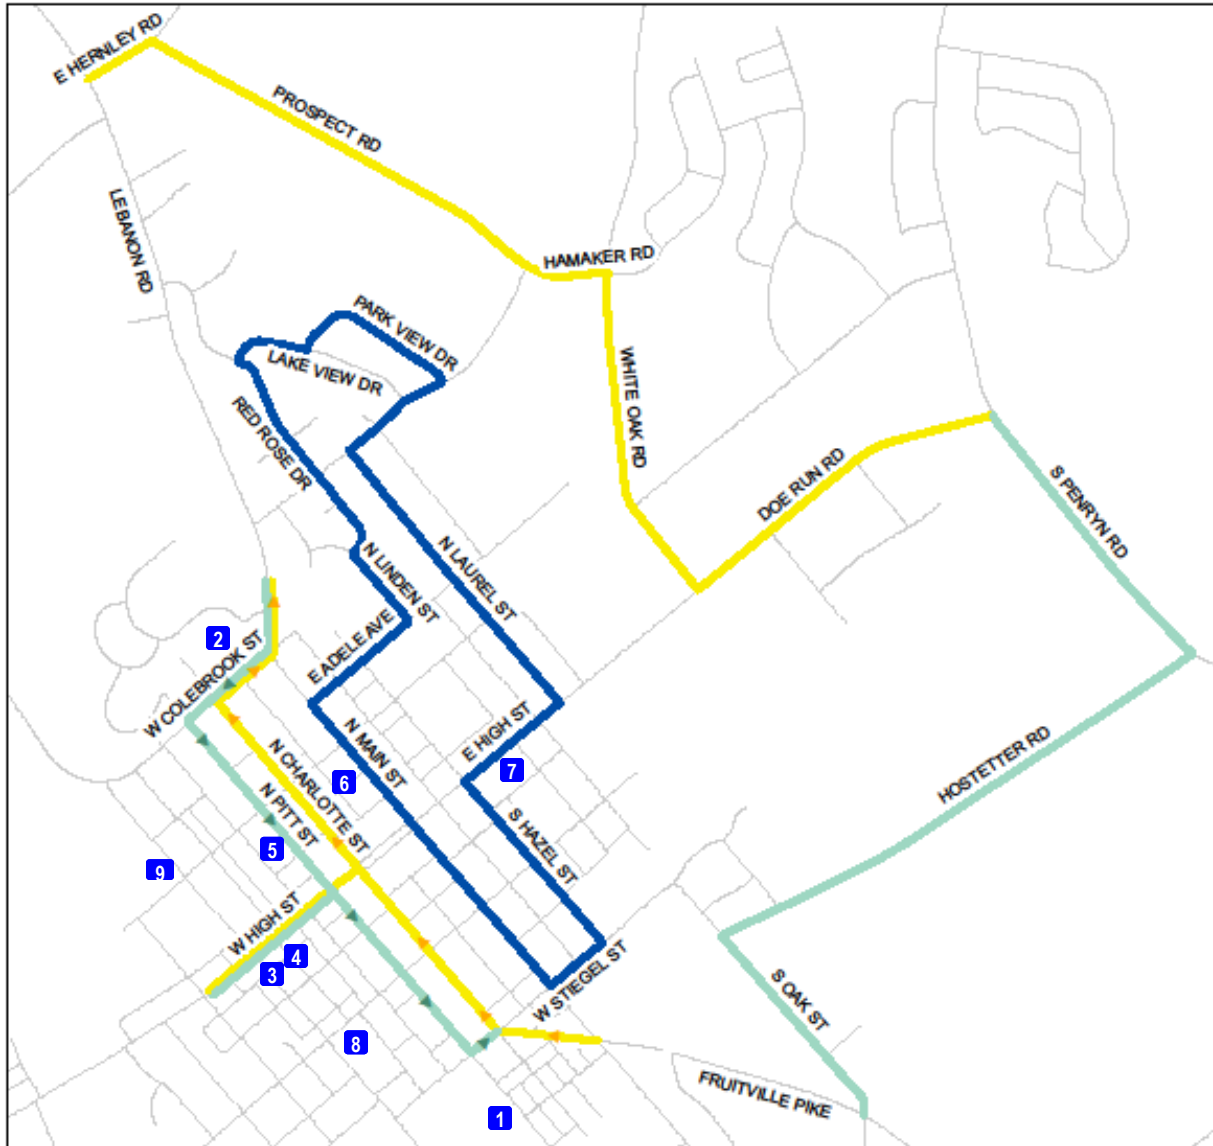 E HERNLEY RD
PROSPECT RD
LEBANON RD
HAMAKER RD
PARK VIEW DR
LAKE VIEW DR
WHITE OAK RD
RED ROSE DR
DOE RUN RD
S PENRYN RD
N LAUREL ST
N LINDEN ST
E ADELE AVE
2
W COLEBROOK ST
E HIGH ST
N MAIN ST
N CHARLOTTE ST
7
6
HOSTETTER RD
N PITT ST
S HAZEL ST
5
9
W HIGH ST
4
3
W STIEGEL ST
S OAK ST
8
FRUITVILLE PIKE
1